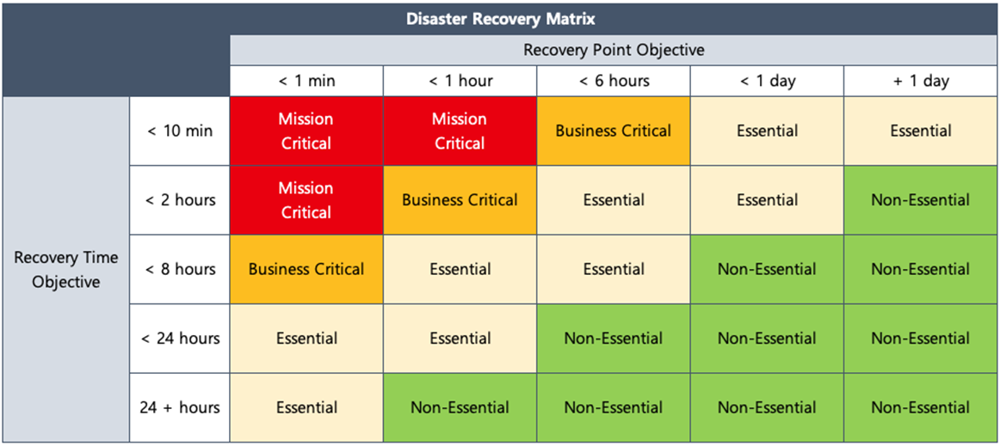 Disaster Recovery Matrix
Recovery Point Objective
< 1 min
< 1 hour
< 6 hours
< 1 day
+ 1 day
Recovery Time
Objective
< 10 min
Mission
Critical
Mission
Critical
Business Critical
Essential
Essential
< 2 hours
Mission
Critical
Business Critical
Essential
Essential
Non-Essential
< 8 hours
Business Critical
Essential
Essential
Non-Essential
Non-Essential
< 24 hours
Essential
Essential
Non-Essential
Non-Essential
Non-Essential
24 + hours
Essential
Non-Essential
Non-Essential
Non-Essential
Non-Essential